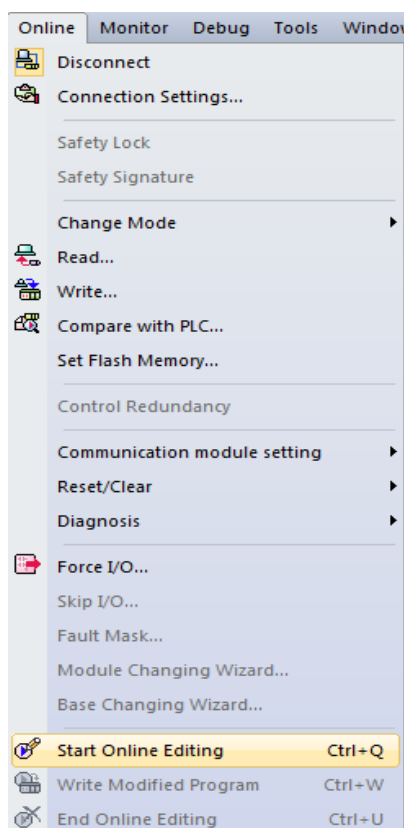 Online Monitor Debug Tools
Disconnect
Connection Settings...
Safety Lock
Safety Signature
Change Mode
Read...
Write...
Compare with PLC...
Set Flash Memory...
Control Redundancy
Communication module setting
Reset/Clear
Diagnosis
Force I/O...
Skip I/O...
Fault Mask...
Module Changing Wizard...
Base Changing Wizard...
Start Online Editing Ctrl+Q
Write Modified Program Ctrl+W
End Online Editing Ctrl+U